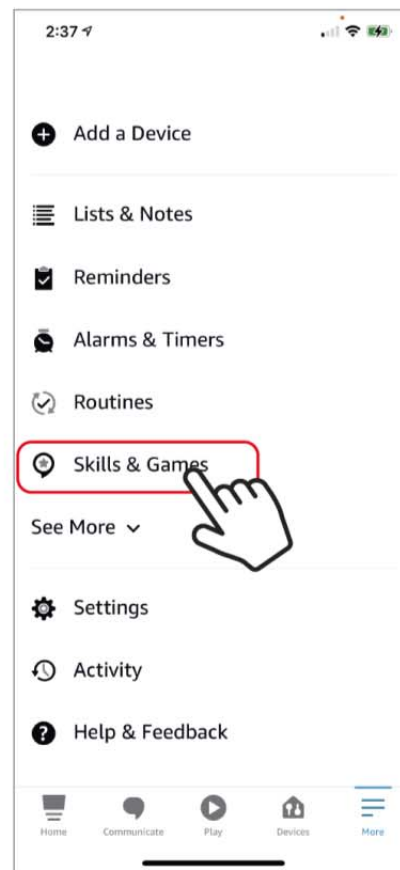 2:37
Add a Device
Lists & Notes
Reminders
Alarms & Timers
Routines
Skills & Games
See More
Settings
Activity
Help & Feedback
Home Communicate Play Devices More